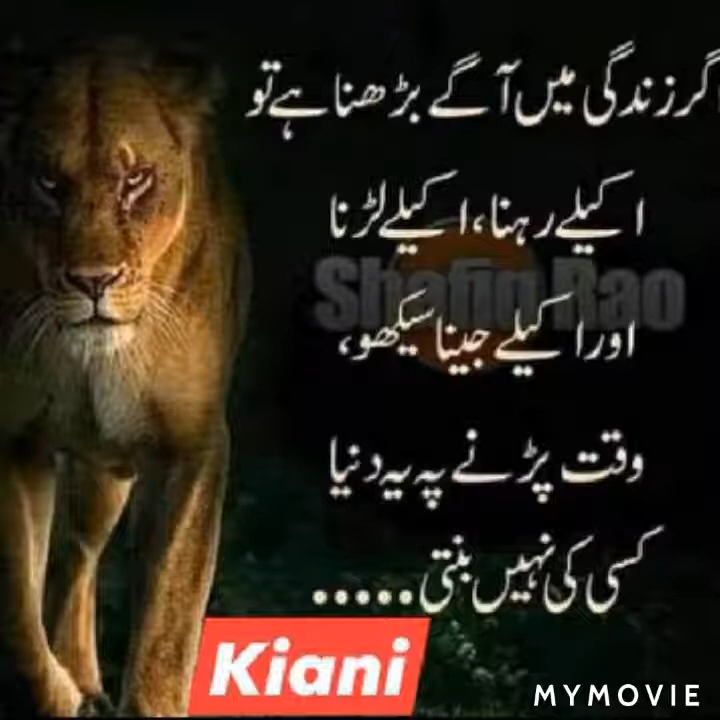 اگر زندگی میں آگے بڑھنا ہے تو
اکیلے رہنا، اکیلے لڑنا
Shafiq Rao
اور اکیلے جینا سیکھو،
وقت پڑنے پہ یہ دنیا
کسی کی نہیں بنتی.....
Kiani
MYMOVIE